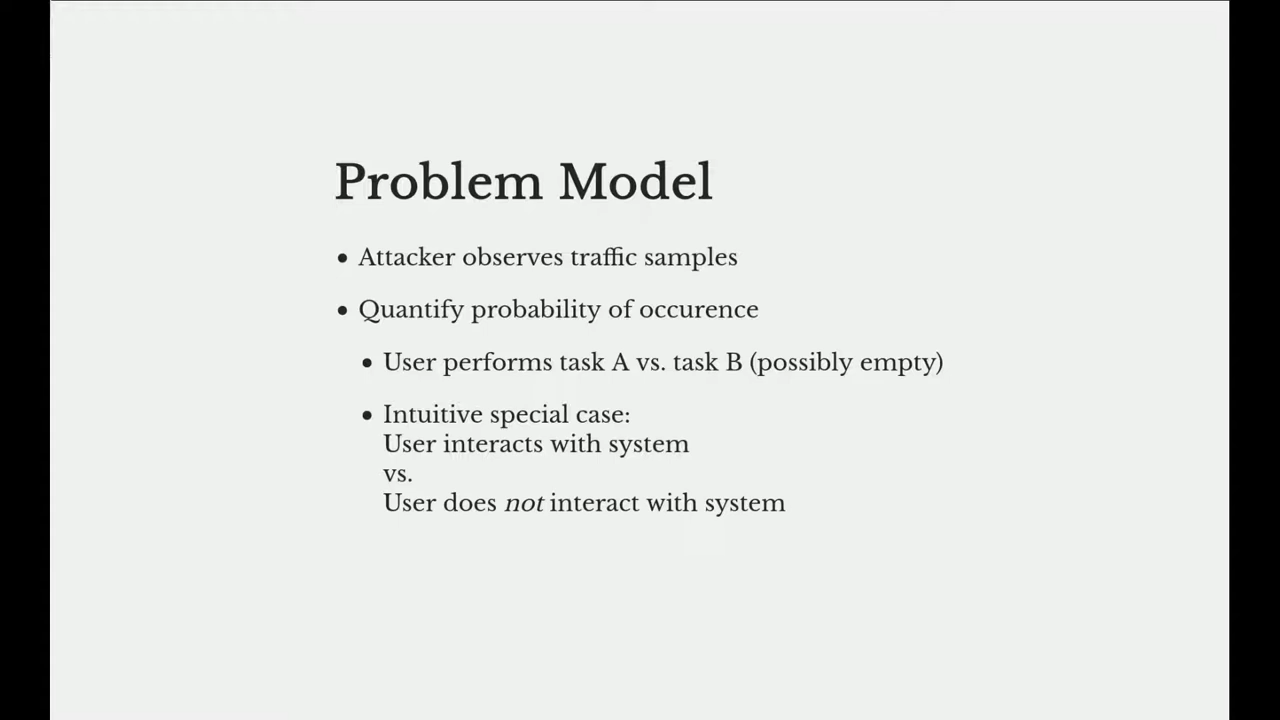 Problem Model
• Attacker observes traffic samples
• Quantify probability of occurence
• User performs task A vs. task B (possibly empty)
• Intuitive special case:
User interacts with system
vs.
User does not interact with system